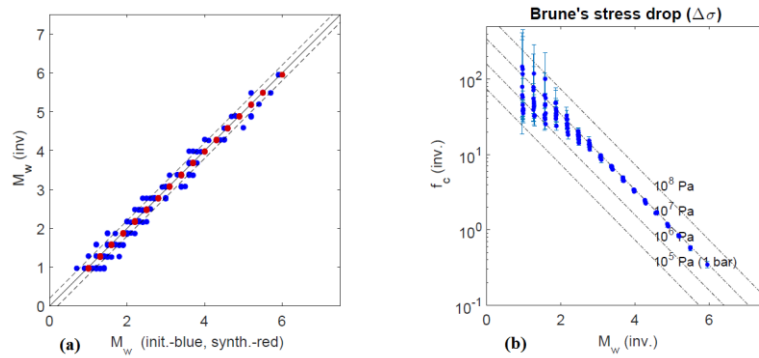 7
6
5
4
3
2
1
0
M_w (inv)
0
2
4
6
(a)
M_w (init.-blue, synth.-red)
Brune's stress drop (Δσ)
10^2
10^1
10^0
10^-1
f_c (inv.)
10^8 Pa
10^7 Pa
10^6 Pa
10^5 Pa (1 bar)
0
2
4
6
(b)
M_w (inv.)